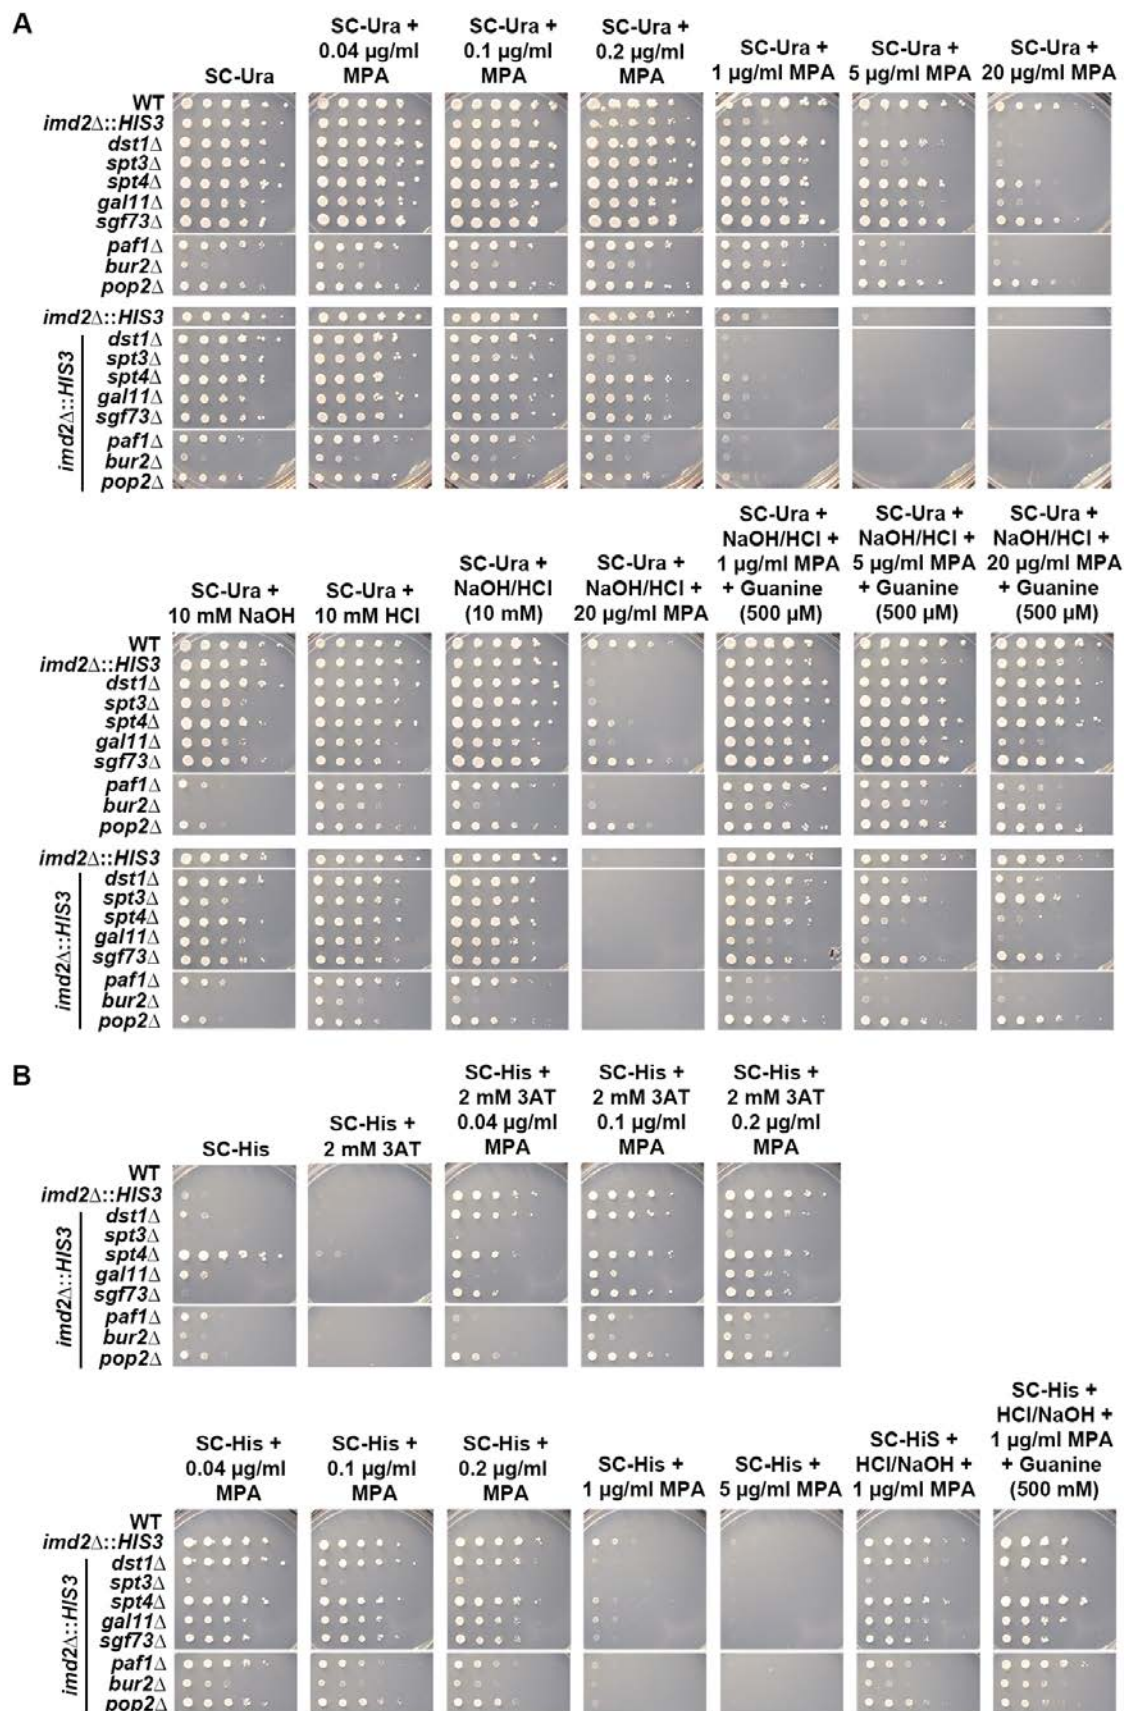 A
SC-Ura
SC-Ura +
0.04 µg/ml
MPA
SC-Ura +
0.1 µg/ml
MPA
SC-Ura +
0.2 µg/ml
MPA
SC-Ura +
1 µg/ml MPA
SC-Ura +
5 µg/ml MPA
SC-Ura +
20 µg/ml MPA
WT
imd2Δ::HIS3
dst1Δ
spt3Δ
spt4Δ
gal11Δ
sgf73Δ
paf1Δ
bur2Δ
pop2Δ
imd2Δ::HIS3
imd2Δ::HIS3
dst1Δ
spt3Δ
spt4Δ
gal11Δ
sgf73Δ
paf1Δ
bur2Δ
pop2Δ
SC-Ura +
10 mM NaOH
SC-Ura +
10 mM HCl
SC-Ura +
NaOH/HCl
(10 mM)
SC-Ura +
NaOH/HCl +
20 µg/ml MPA
SC-Ura +
NaOH/HCl +
1 µg/ml MPA
+ Guanine
(500 µM)
SC-Ura +
NaOH/HCl +
5 µg/ml MPA
+ Guanine
(500 µM)
SC-Ura +
NaOH/HCl +
20 µg/ml MPA
+ Guanine
(500 µM)
WT
imd2Δ::HIS3
dst1Δ
spt3Δ
spt4Δ
gal11Δ
sgf73Δ
paf1Δ
bur2Δ
pop2Δ
imd2Δ::HIS3
imd2Δ::HIS3
dst1Δ
spt3Δ
spt4Δ
gal11Δ
sgf73Δ
paf1Δ
bur2Δ
pop2Δ
B
SC-His
SC-His +
2 mM 3AT
SC-His +
2 mM 3AT
0.04 µg/ml
MPA
SC-His +
2 mM 3AT
0.1 µg/ml
MPA
SC-His +
2 mM 3AT
0.2 µg/ml
MPA
WT
imd2Δ::HIS3
imd2Δ::HIS3
dst1Δ
spt3Δ
spt4Δ
gal11Δ
sgf73Δ
paf1Δ
bur2Δ
pop2Δ
SC-His +
0.04 µg/ml
MPA
SC-His +
0.1 µg/ml
MPA
SC-His +
0.2 µg/ml
MPA
SC-His +
1 µg/ml MPA
SC-His +
5 µg/ml MPA
SC-HiS +
HCl/NaOH +
1 µg/ml MPA
SC-His +
HCl/NaOH +
1 µg/ml MPA
+ Guanine
(500 mM)
WT
imd2Δ::HIS3
imd2Δ::HIS3
dst1Δ
spt3Δ
spt4Δ
gal11Δ
sgf73Δ
paf1Δ
bur2Δ
pop2Δ